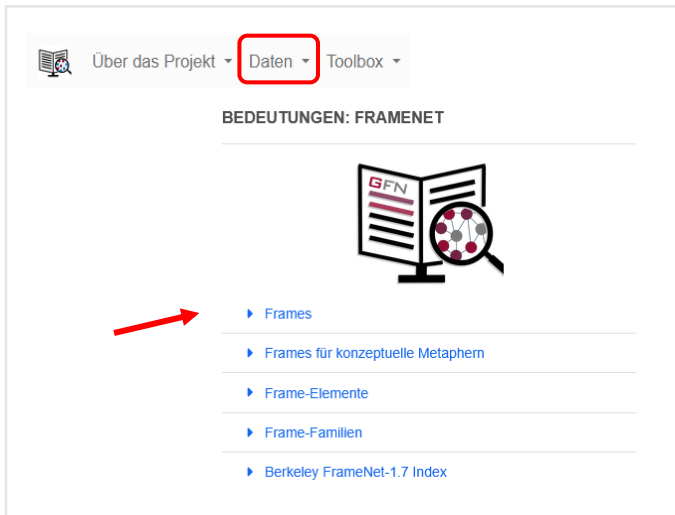 Über das Projekt Daten Toolbox
BEDEUTUNGEN: FRAMENET
GFN
Frames
Frames für konzeptuelle Metaphern
Frame-Elemente
Frame-Familien
Berkeley FrameNet-1.7 Index